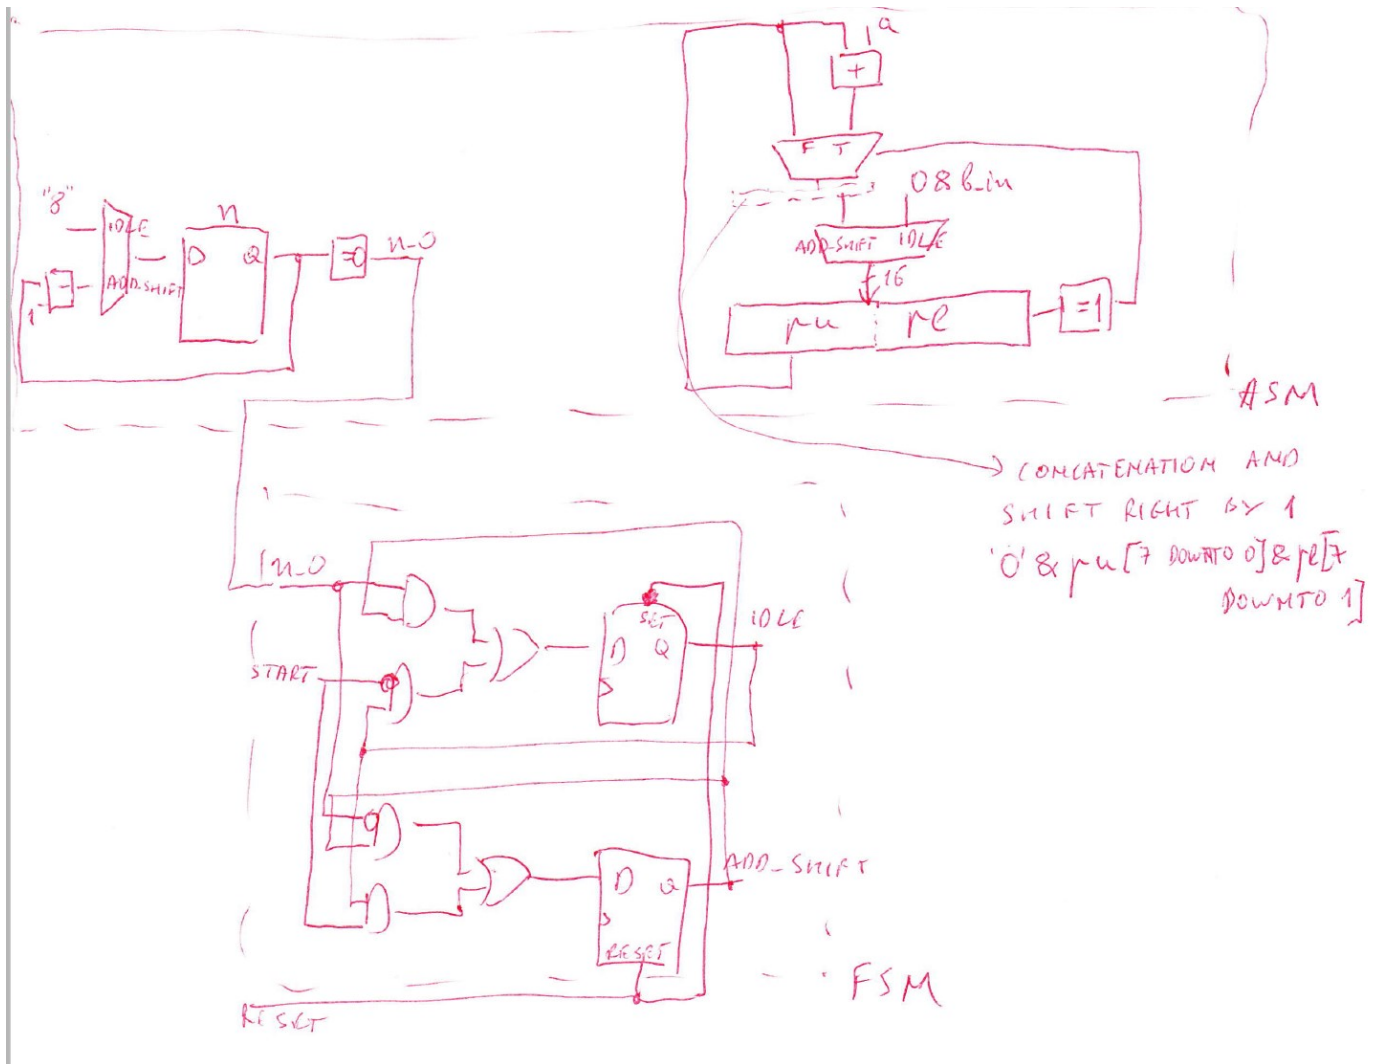 a
+
F T
0 & b_in
"8"
IDLE
n
D Q
=0
n_0
-
ADD_SHIFT
1
ADD_SHIFT IDLE
16
pu pl
=1
ASM
CONCATENATION AND
SHIFT RIGHT BY 1
'0' & pu[7 DOWNTO 0] & pl[7
DOWNTO 1]
n_0
SET
IDLE
D Q
START
ADD_SHIFT
D Q
RESET
FSM
RESET